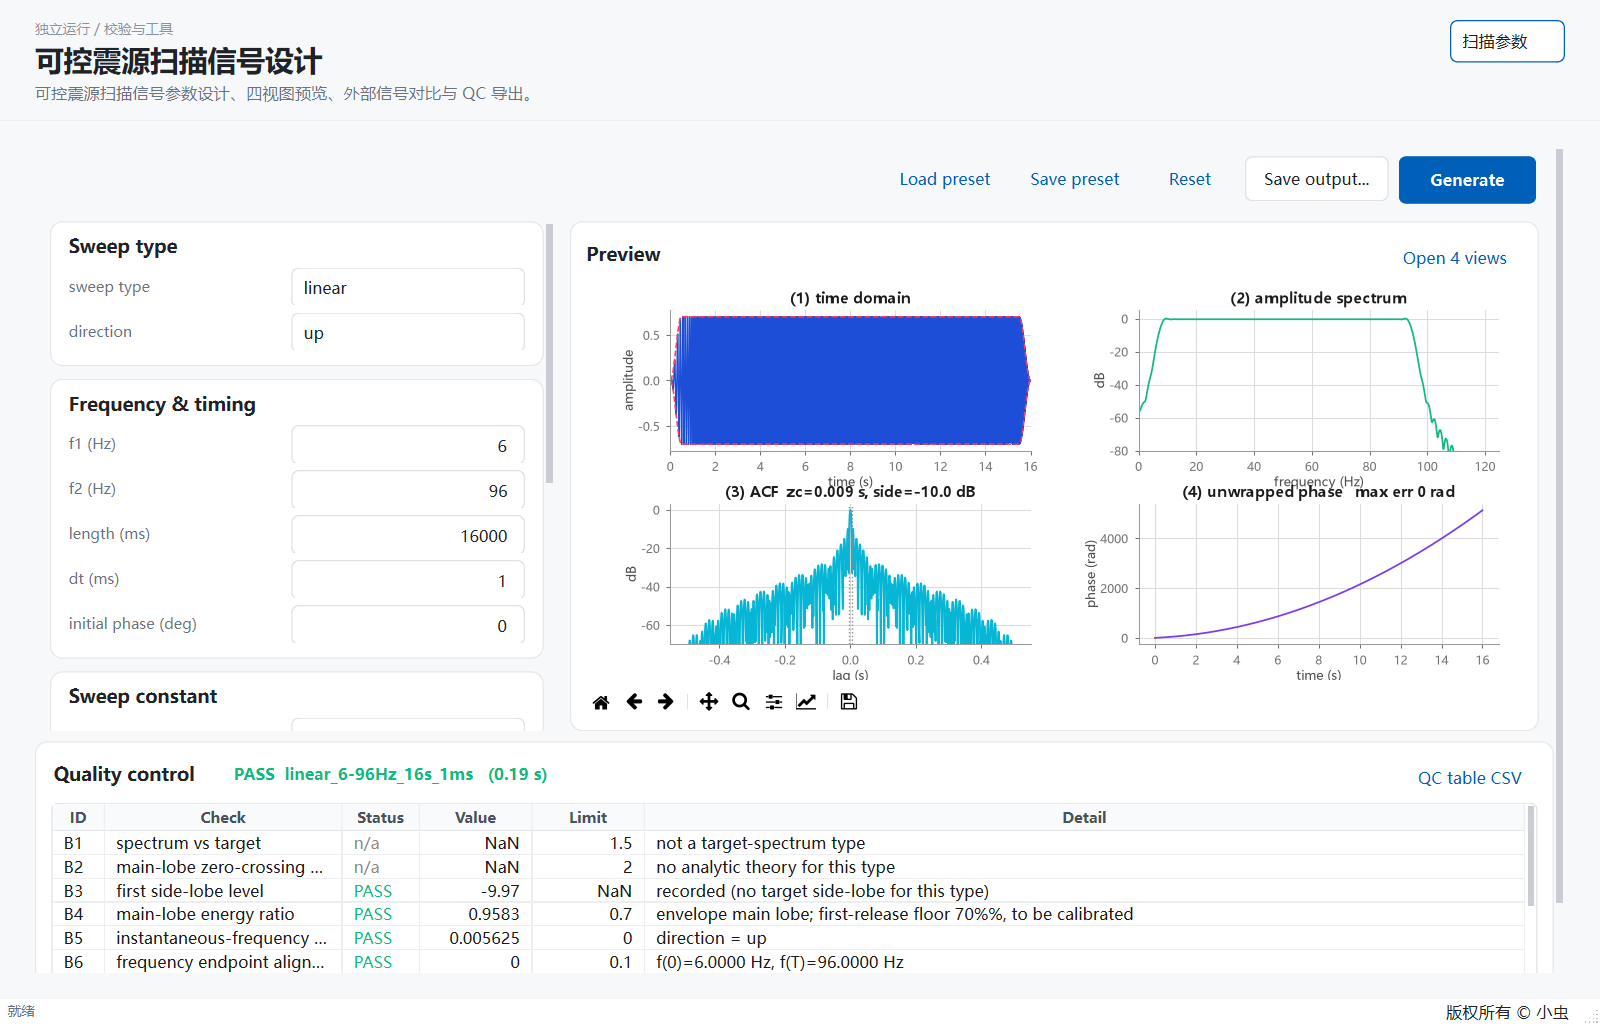 独立运行 / 校验与工具
可控震源扫描信号设计
可控震源扫描信号参数设计、四视图预览、外部信号对比与 QC 导出。
扫描参数
Load preset
Save preset
Reset
Save output...
Generate
Sweep type
sweep type
linear
direction
up
Frequency & timing
f1 (Hz)
6
f2 (Hz)
96
length (ms)
16000
dt (ms)
1
initial phase (deg)
0
Sweep constant
Preview
Open 4 views
(1) time domain
amplitude
0.5
0.0
-0.5
0 2 4 6 8 10 12 14 16
time (s)
(2) amplitude spectrum
dB
0
-20
-40
-60
-80
0 20 40 60 80 100 120
frequency (Hz)
(3) ACF zc=0.009 s, side=-10.0 dB
dB
0
-20
-40
-60
-0.4 -0.2 0.0 0.2 0.4
lag (s)
(4) unwrapped phase max err 0 rad
phase (rad)
4000
2000
0
0 2 4 6 8 10 12 14 16
time (s)
Quality control
PASS linear_6-96Hz_16s_1ms (0.19 s)
QC table CSV
ID Check Status Value Limit Detail
B1 spectrum vs target n/a NaN 1.5 not a target-spectrum type
B2 main-lobe zero-crossing ... n/a NaN 2 no analytic theory for this type
B3 first side-lobe level PASS -9.97 NaN recorded (no target side-lobe for this type)
B4 main-lobe energy ratio PASS 0.9583 0.7 envelope main lobe; first-release floor 70%%, to be calibrated
B5 instantaneous-frequency ... PASS 0.005625 0 direction = up
B6 frequency endpoint align... PASS 0 0.1 f(0)=6.0000 Hz, f(T)=96.0000 Hz
就绪
版权所有 © 小虫